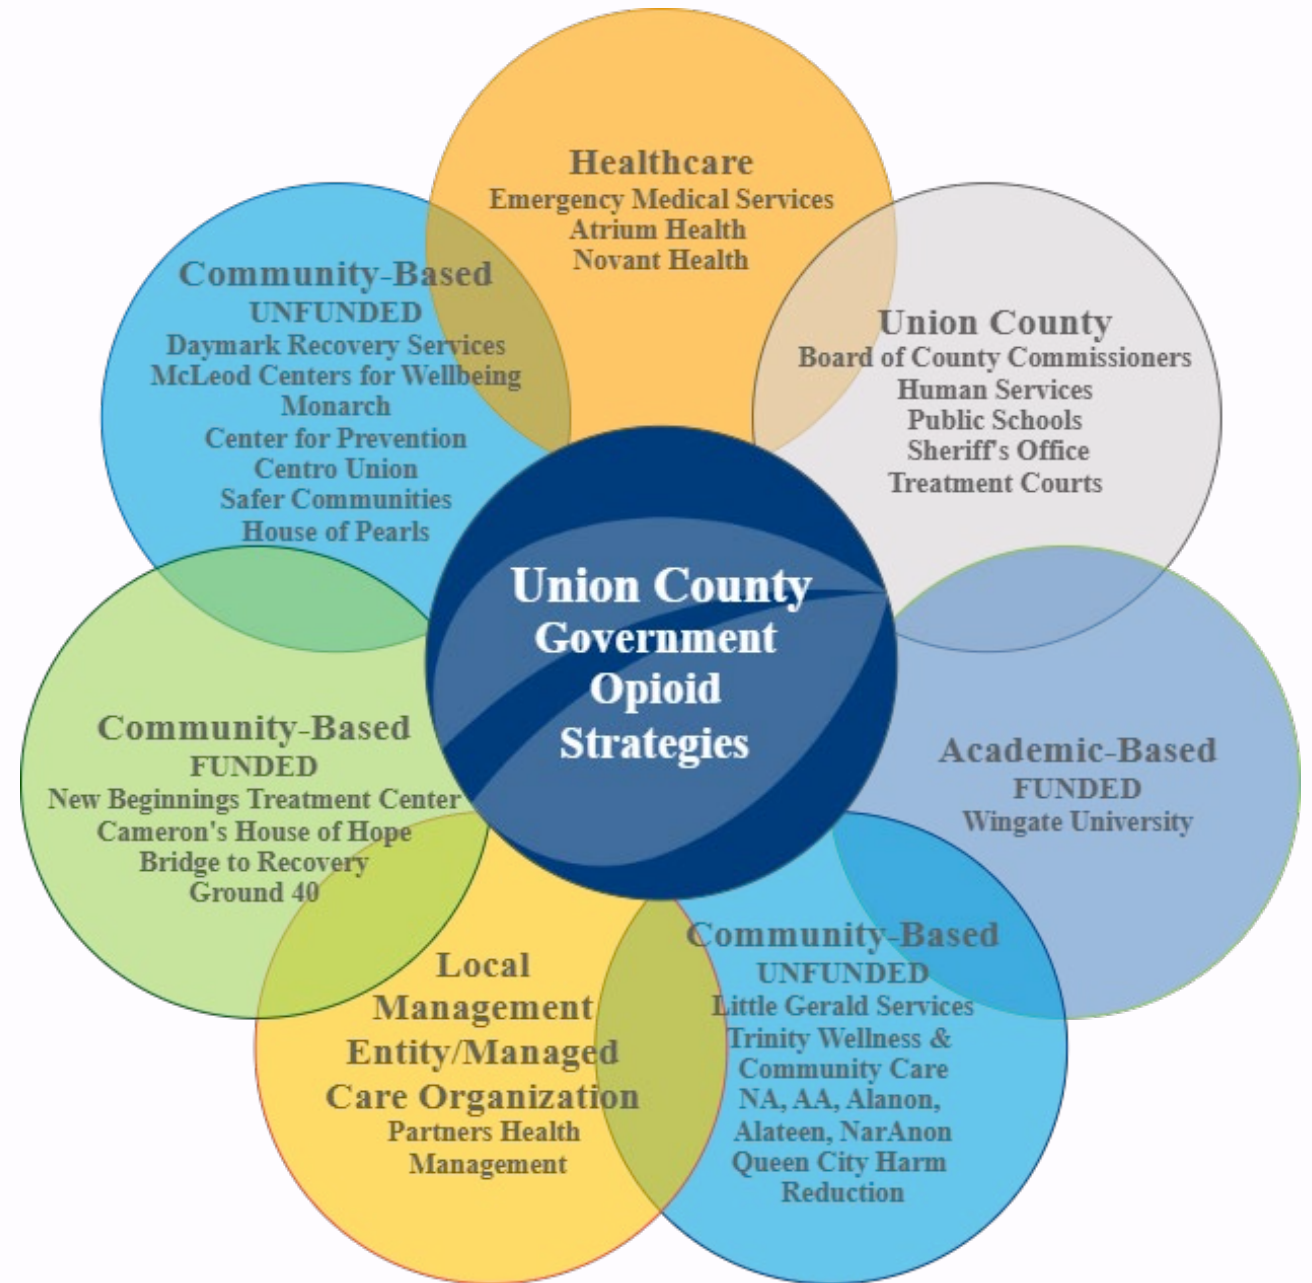 Healthcare
Emergency Medical Services
Atrium Health
Novant Health
Union County
Board of County Commissioners
Human Services
Public Schools
Sheriff's Office
Treatment Courts
Academic-Based
FUNDED
Wingate University
Community-Based
UNFUNDED
Little Gerald Services
Trinity Wellness &
Community Care
NA, AA, Alanon,
Alateen, NarAnon
Queen City Harm
Reduction
Local
Management
Entity/Managed
Care Organization
Partners Health
Management
Community-Based
FUNDED
New Beginnings Treatment Center
Cameron's House of Hope
Bridge to Recovery
Ground 40
Community-Based
UNFUNDED
Daymark Recovery Services
McLeod Centers for Wellbeing
Monarch
Center for Prevention
Centro Union
Safer Communities
House of Pearls
Union County
Government
Opioid
Strategies